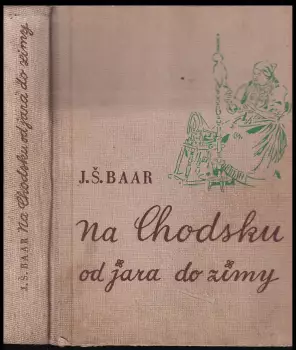 J.Š.BAAR Na Chodsku od jara do zimy
J.Š.BAAR
Na Chodsku
od jara do zimy